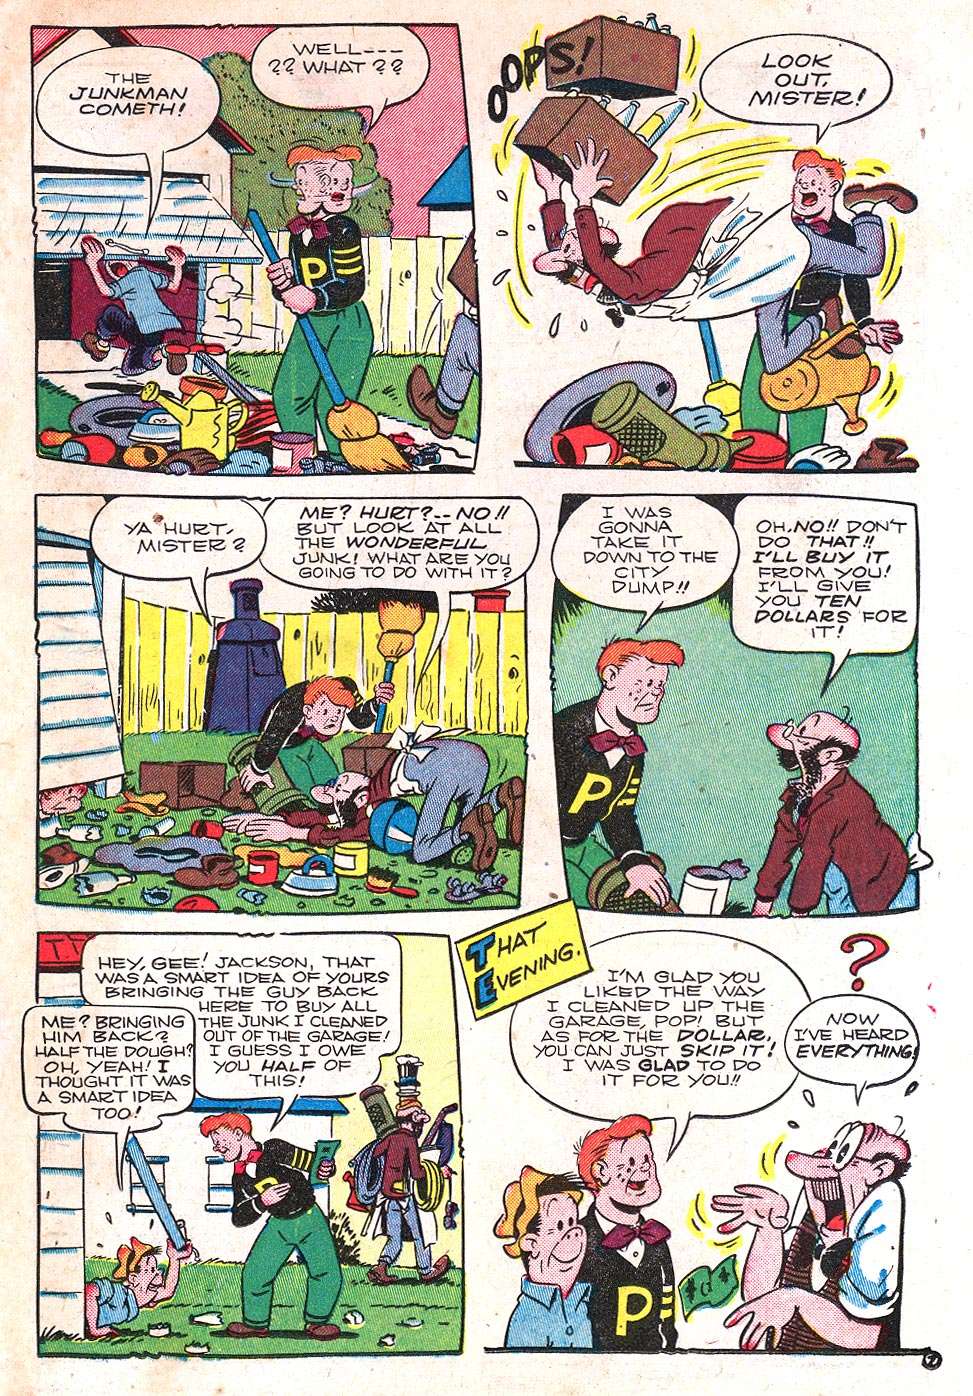 THE
JUNKMAN
COMETH!
WELL---
?? WHAT ??
P
OOPS!
LOOK
OUT,
MISTER!
YA HURT,
MISTER?
ME? HURT?--NO!!
BUT LOOK AT ALL
THE WONDERFUL
JUNK! WHAT ARE YOU
GOING TO DO WITH IT?
I WAS
GONNA
TAKE IT
DOWN TO THE
CITY
DUMP!!
OH, NO!! DON'T
DO THAT!!
I'LL BUY IT
FROM YOU!
I'LL GIVE
YOU TEN
DOLLARS FOR
IT!
P
HEY, GEE! JACKSON, THAT
WAS A SMART IDEA OF YOURS
BRINGING THE GUY BACK
HERE TO BUY ALL
THE JUNK I CLEANED
OUT OF THE GARAGE!
I GUESS I OWE
YOU HALF OF
THIS!
ME? BRINGING
HIM BACK?
HALF THE DOUGH?
OH, YEAH! I
THOUGHT IT WAS
A SMART IDEA
TOO!
P
THAT
EVENING.
I'M GLAD YOU
LIKED THE WAY
I CLEANED UP THE
GARAGE, POP! BUT
AS FOR THE DOLLAR,
YOU CAN JUST SKIP IT!
I WAS GLAD TO DO
IT FOR YOU!!
?
NOW
I'VE HEARD
EVERYTHING!
P